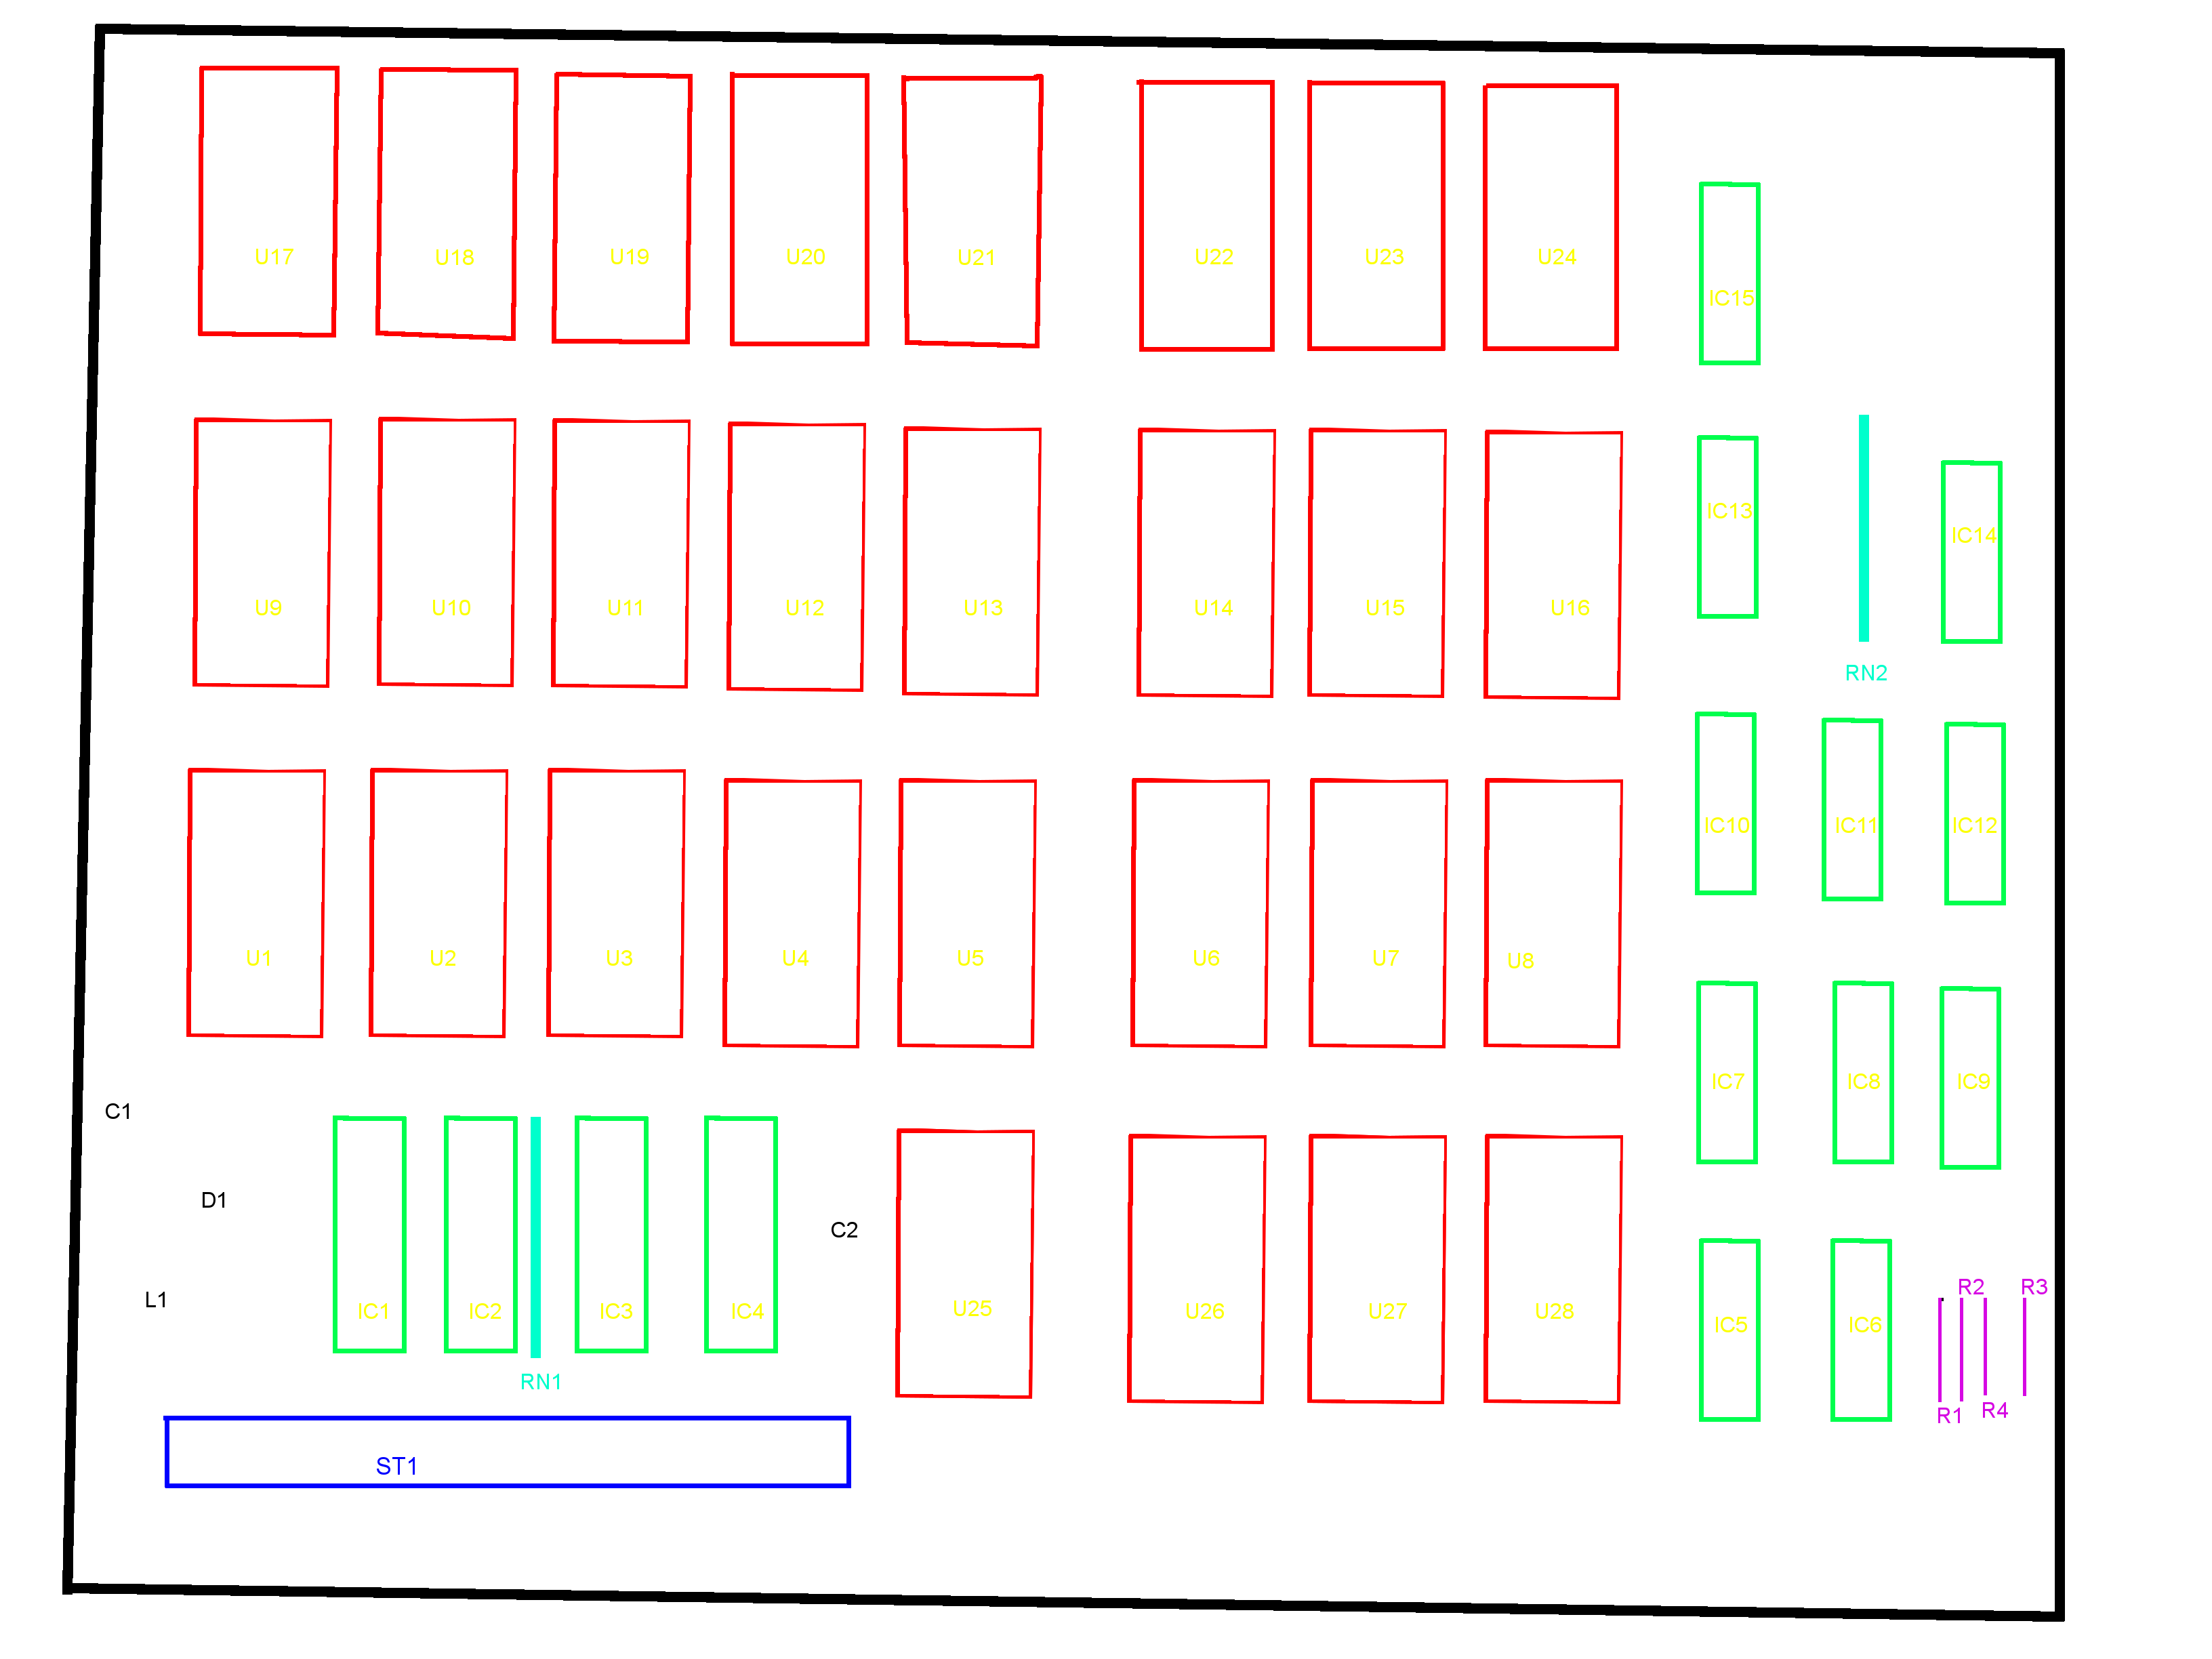 U17 U18 U19 U20 U21 U22 U23 U24
IC15
IC13
IC14
U9 U10 U11 U12 U13 U14 U15 U16
RN2
IC10 IC11 IC12
U1 U2 U3 U4 U5 U6 U7 U8
IC7 IC8 IC9
C1
D1
C2
R2 R3
L1
IC1 IC2 IC3 IC4 U25 U26 U27 U28
IC5 IC6
RN1
R1 R4
ST1